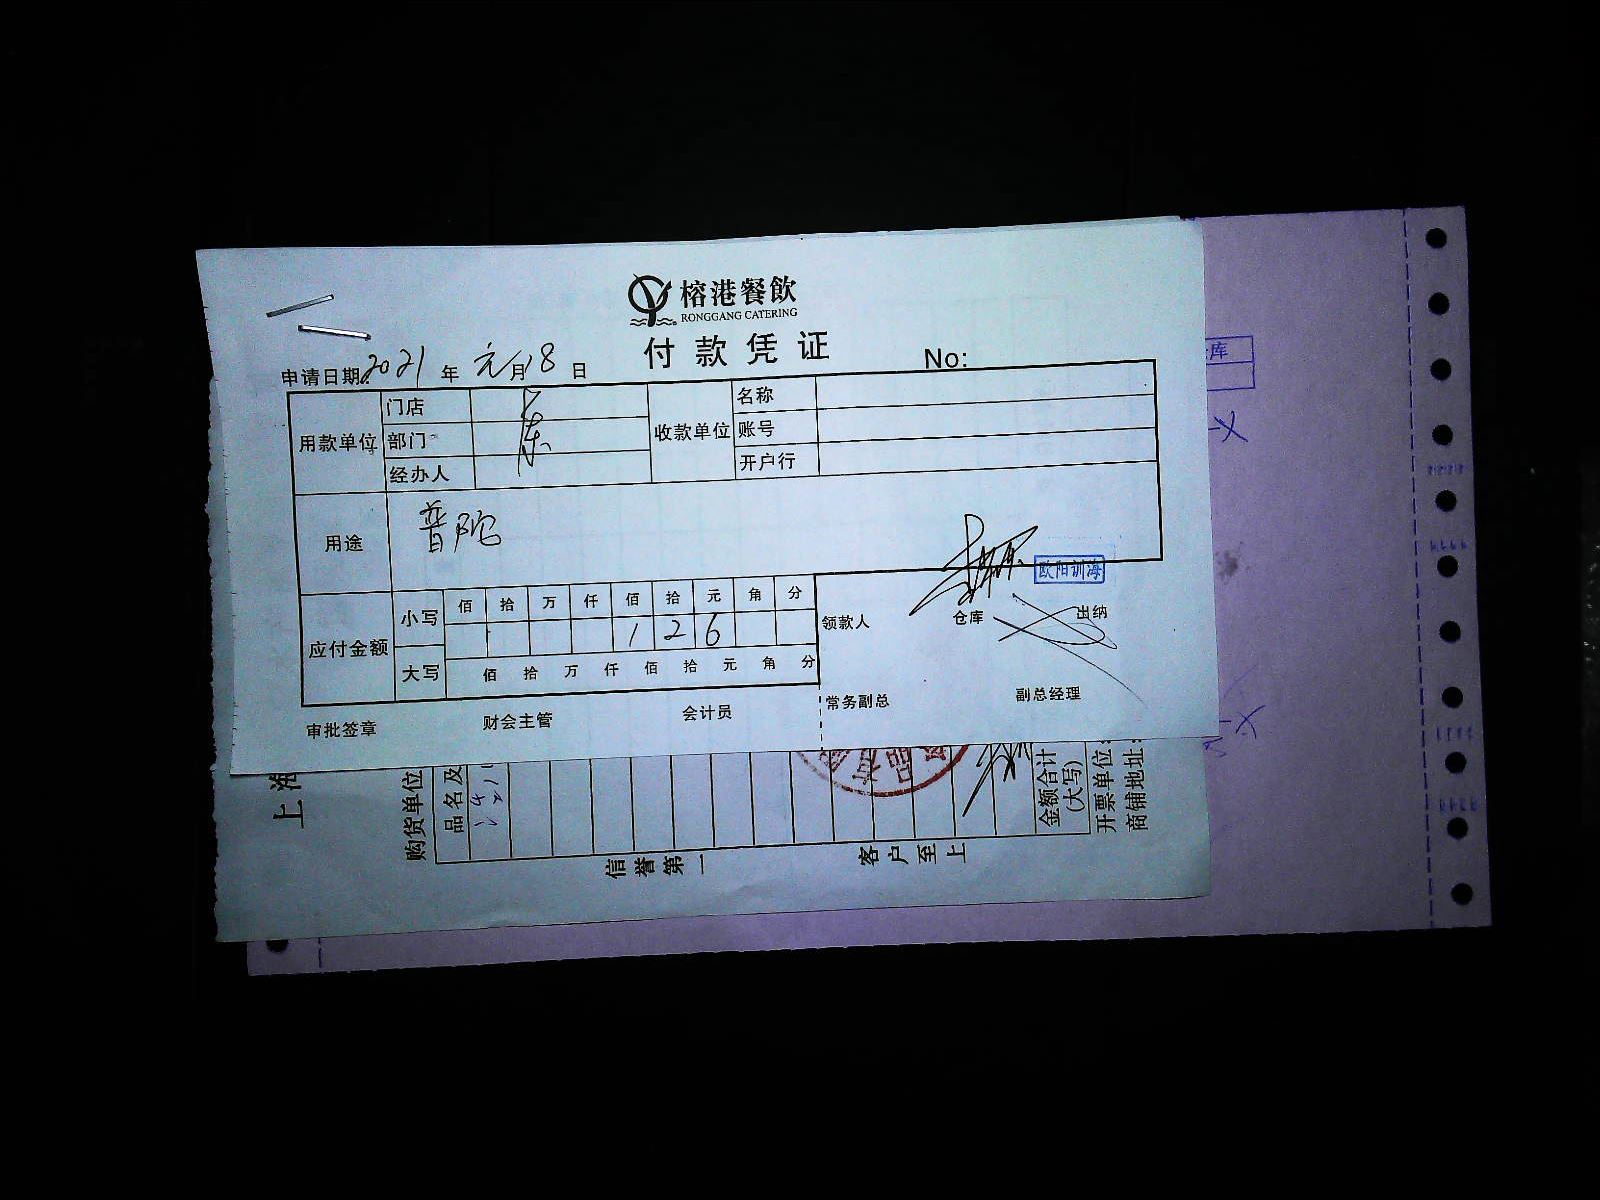 榕港餐飲
RONGGANG CATERING
付款凭证
No:
申请日期: 2021 年 元月18 日
用款单位 门店 收款单位 名称
部门 账号
经办人 开户行
用途 普陀
应付金额 小写 佰 拾 万 仟 佰 拾 元 角 分
1 2 6
大写 佰 拾 万 仟 佰 拾 元 角 分
领款人 仓库 出纳
欧阳训海
常务副总 副总经理
审批签章 财会主管 会计员
上海
购货单位
品名及
信誉第一
客户至上
金额合计
(大写)
开票单位:
商铺地址:
库